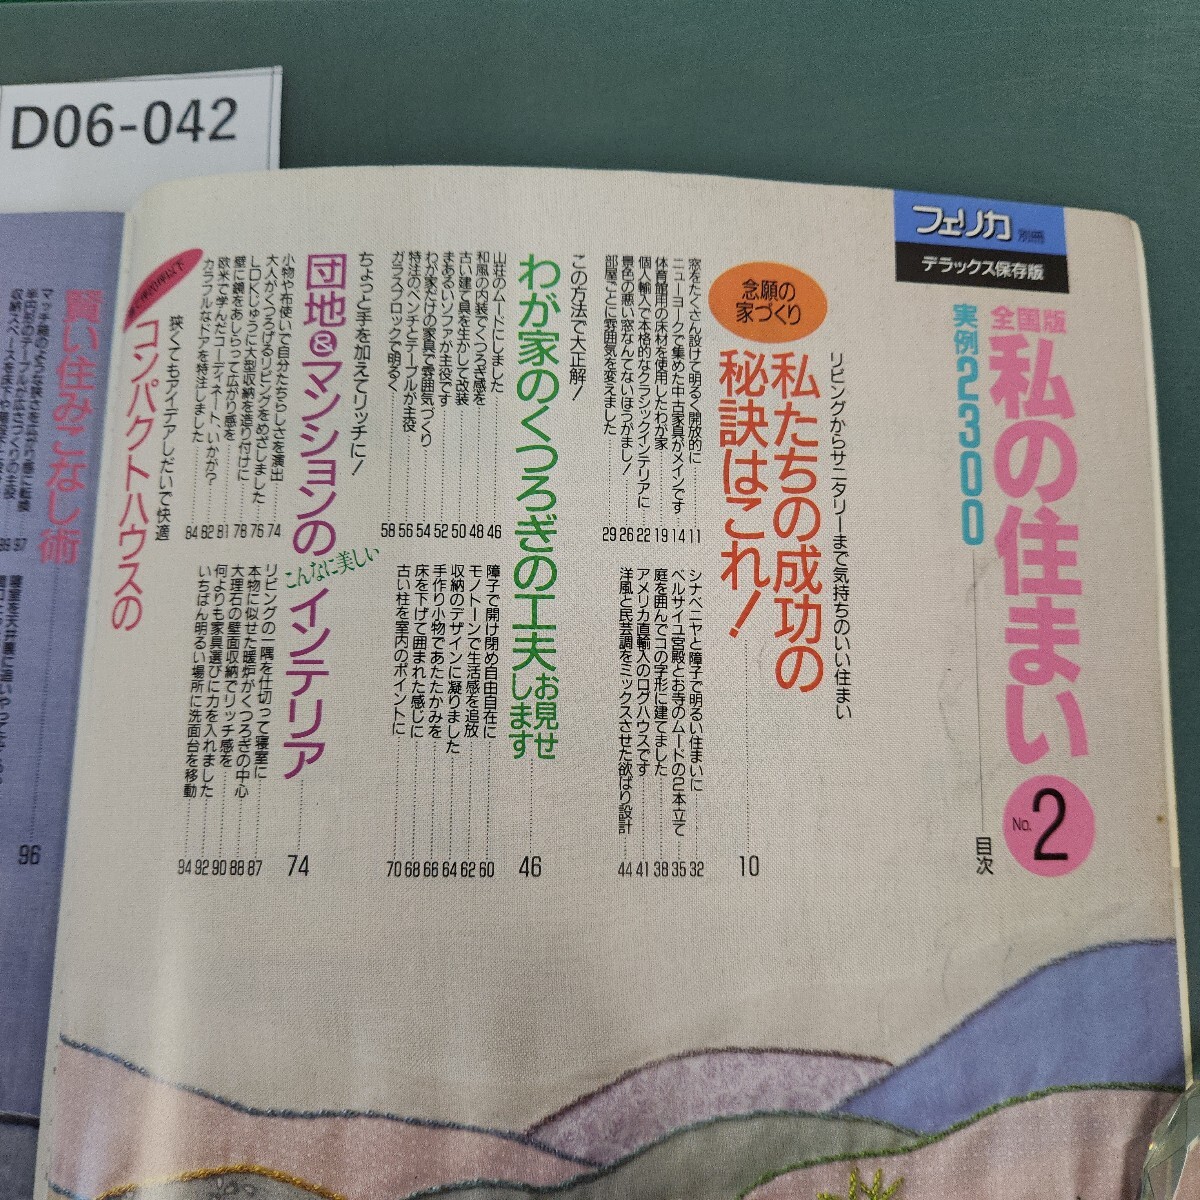 D06-042
フェリカ 別冊
デラックス保存版
全国版
私の住まい No.2
実例2300
目次
リビングからサニタリーまで気持ちのいい住まい
念願の
家づくり
私たちの成功の
秘訣はこれ! 10
窓をたくさん設けて明るく開放的に 11
ニューヨークで集めた中古家具がメインです 14
体育館用の床材を使用したわが家 19
個人輸入で本格的なクラシックインテリアに 22
景色の悪い窓なんてないほうがまし! 26
部屋ごとに雰囲気を変えました 29
シナベニヤと障子で明るい住まいに 32
ベルサイユ宮殿とお寺のムードの2本立て 35
庭を囲んでコの字形に建てました 38
アメリカ直輸入のログハウスです 41
洋風と民芸調をミックスさせた欲ばり設計 44
この方法で大正解!
わが家のくつろぎの工夫お見せします 46
山荘のムードにしました 46
和風の内装でくつろぎ感を 48
古い建て具を生かして改装 50
まあるいソファが主役です 52
わが家だけの家具で雰囲気づくり 54
特注のベンチとテーブルが主役 56
ガラスブロックで明るく 58
障子で開け閉め自由自在に 60
モノトーンで生活感を追放 62
収納のデザインに凝りました 64
手作り小物であたたかみを 66
床を下げて囲まれた感じに 68
古い柱を室内のポイントに 70
ちょっと手を加えてリッチに!
団地&マンションのこんなに美しいインテリア 74
小物や布使いで自分たちらしさを演出 74
大人がくつろげるリビングをめざしました 76
LDKじゅうに大型収納を造り付けに 78
壁に鏡をあしらって広がり感を 81
欧米で学んだコーディネート、いかが? 82
カラフルなドアを特注しました 84
リビングの一隅を仕切って寝室に 87
本物に似せた暖炉がくつろぎの中心 88
大理石の壁面収納でリッチ感を 90
何よりも家具選びに力を入れました 92
いちばん明るい場所に洗面台を移動 94
狭くてもアイデアしだいで快適
コンパクトハウスの
賢い住みこなし術 96